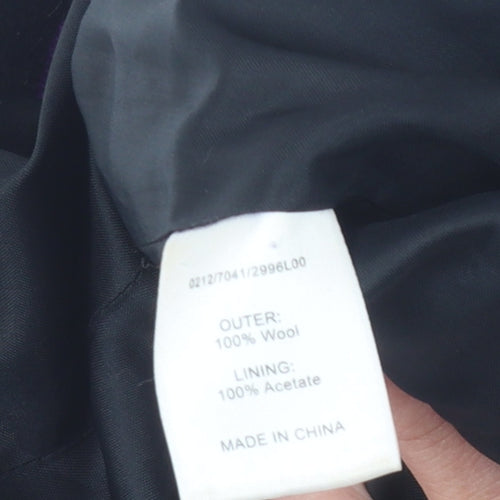 0212/7041/2996L00
OUTER:
100% Wool
LINING:
100% Acetate
MADE IN CHINA